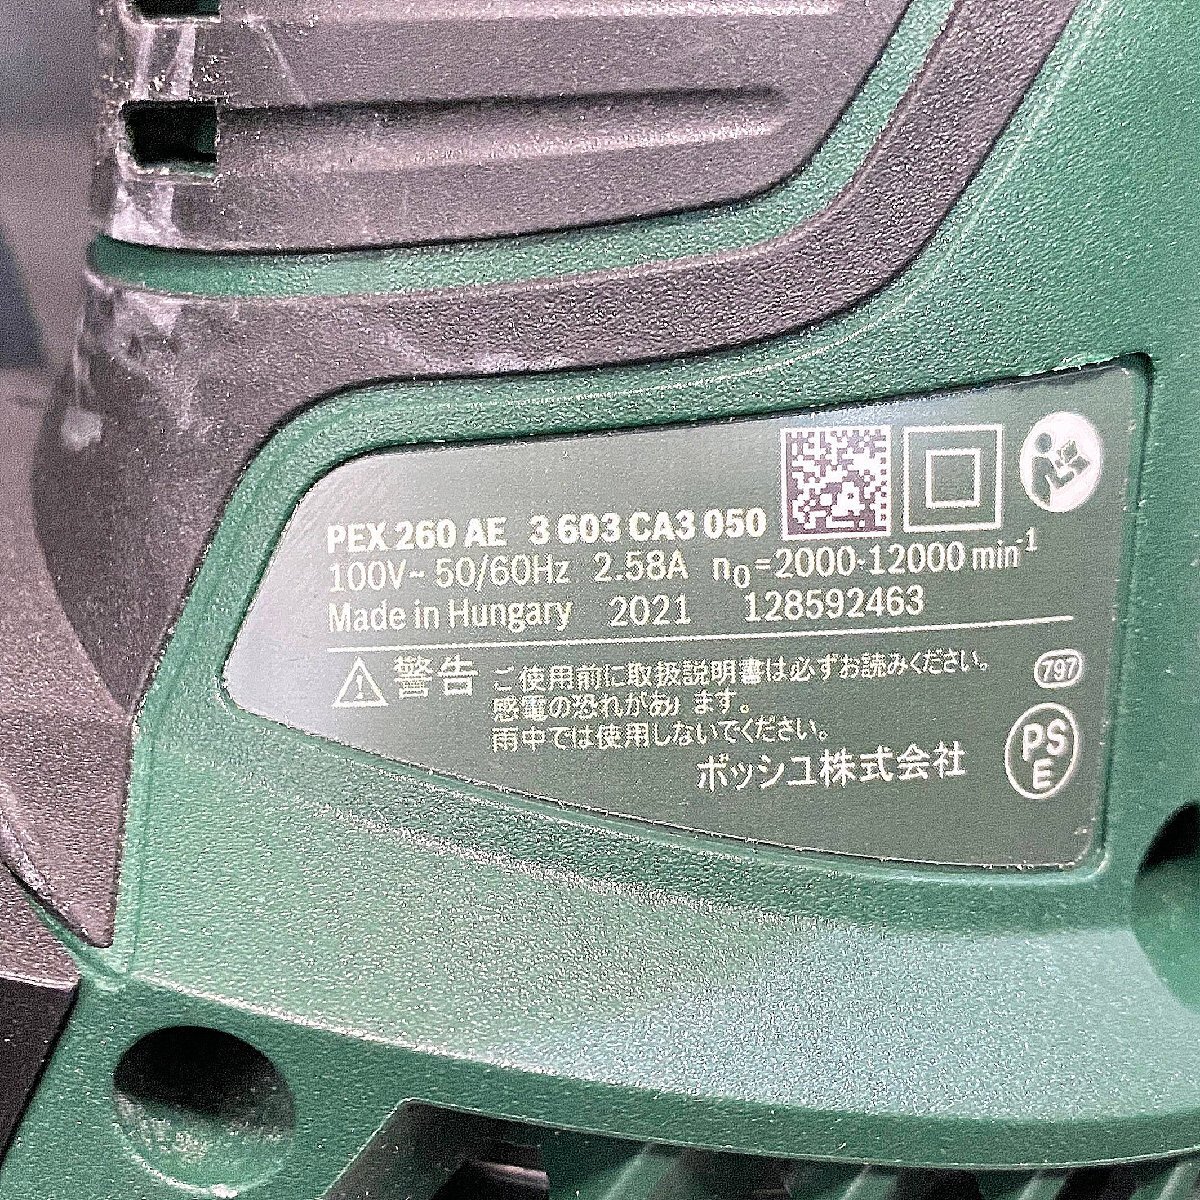 PEX 260 AE 3 603 CA3 050
100V~ 50/60Hz 2.58A n0=2000-12000 min-1
Made in Hungary 2021 128592463
警告 ご使用前に取扱説明書は必ずお読みください。
感電の恐れがあります。
雨中では使用しないでください。
797
ボッシュ株式会社
PS
E